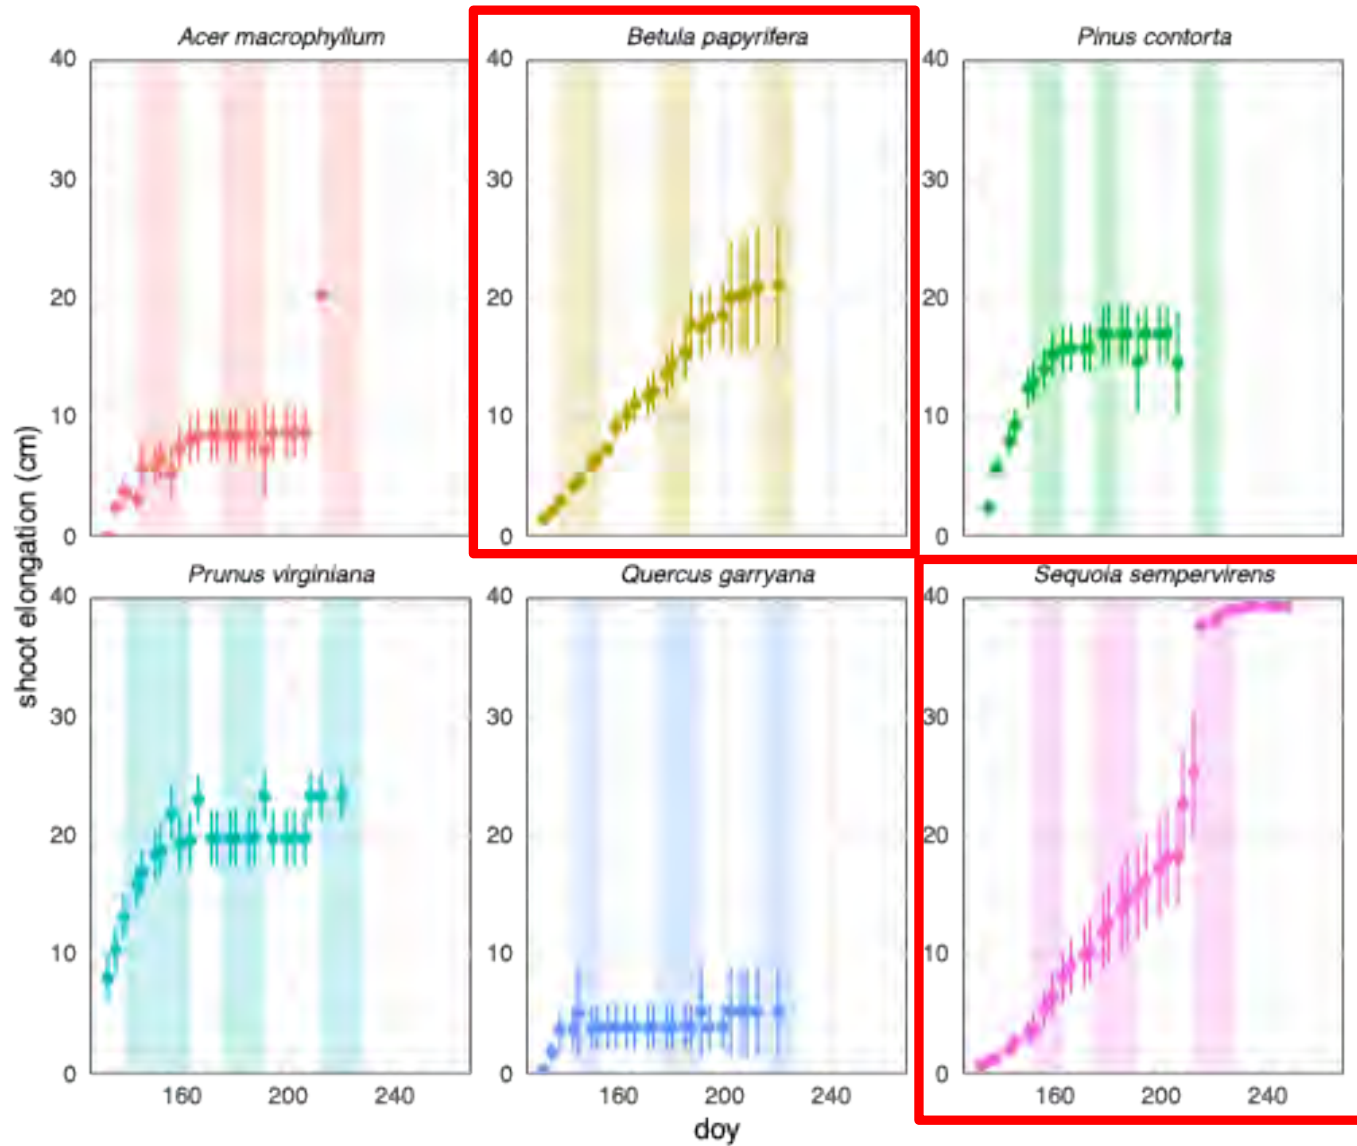 Acer macrophyllum
Betula papyrifera
Pinus contorta
40
30
20
10
0
40
30
20
10
0
40
30
20
10
0
Prunus virginiana
Quercus garryana
Sequoia sempervirens
40
30
20
10
0
40
30
20
10
0
40
30
20
10
0
160 200 240
160 200 240
160 200 240
shoot elongation (cm)
doy